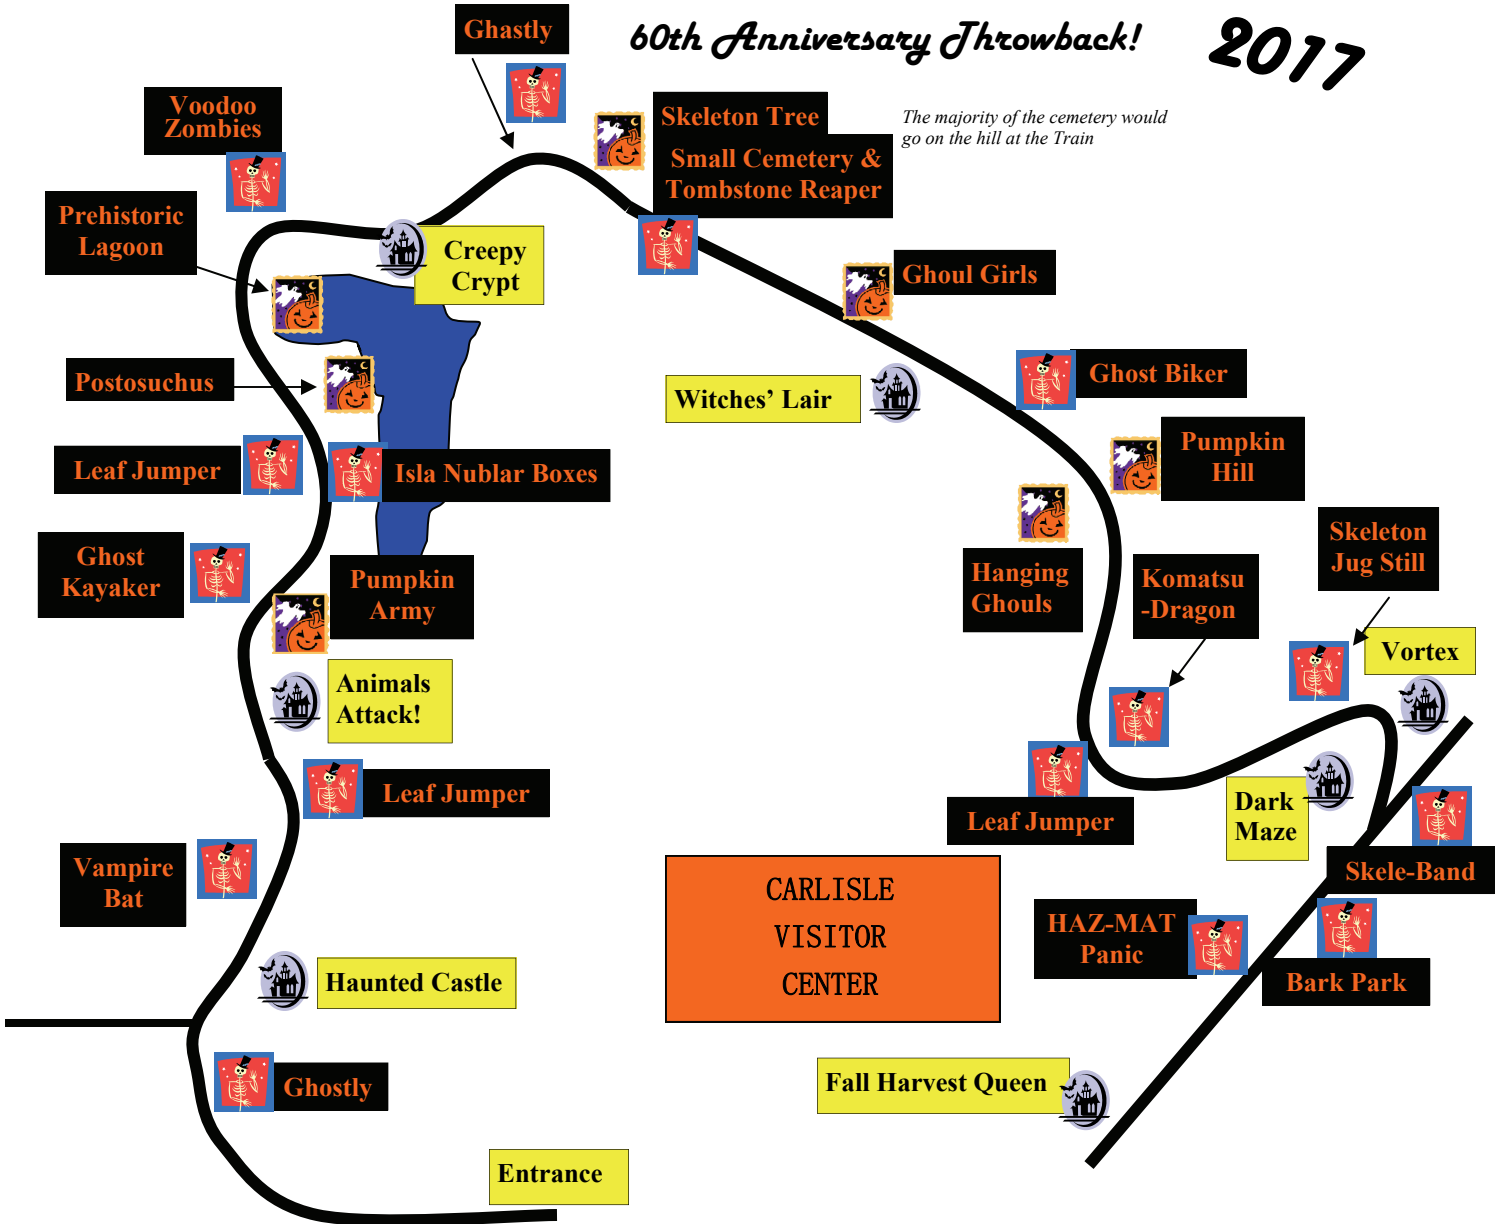 Ghastly
60th Anniversary Throwback!
2017
Voodoo
Zombies
Skeleton Tree
The majority of the cemetery would
go on the hill at the Train
Small Cemetery &
Tombstone Reaper
Prehistoric
Lagoon
Creepy
Crypt
Ghoul Girls
Postosuchus
Witches’ Lair
Ghost Biker
Leaf Jumper
Isla Nublar Boxes
Pumpkin
Hill
Ghost
Kayaker
Pumpkin
Army
Hanging
Ghouls
Komatsu
-Dragon
Skeleton
Jug Still
Vortex
Animals
Attack!
Leaf Jumper
Leaf Jumper
Dark
Maze
Vampire
Bat
CARLISLE
VISITOR
CENTER
Skele-Band
HAZ-MAT
Panic
Bark Park
Haunted Castle
Ghostly
Fall Harvest Queen
Entrance